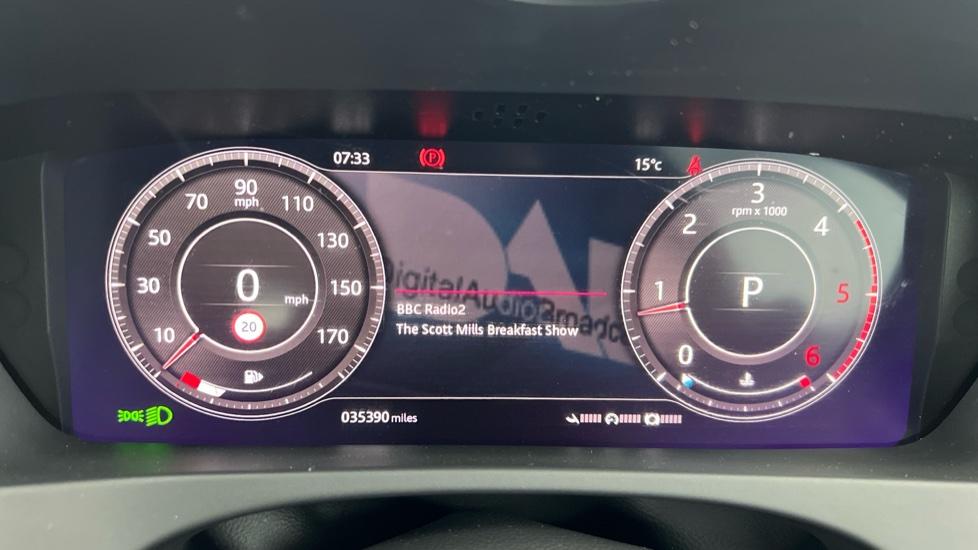 07:33
P
15°C
10
30
50
70
90
mph
110
130
150
170
0 mph
20
igitalAudioBroadc
BBC Radio2
The Scott Mills Breakfast Show
0
1
2
3
rpm x 1000
4
5
6
P
035390 miles